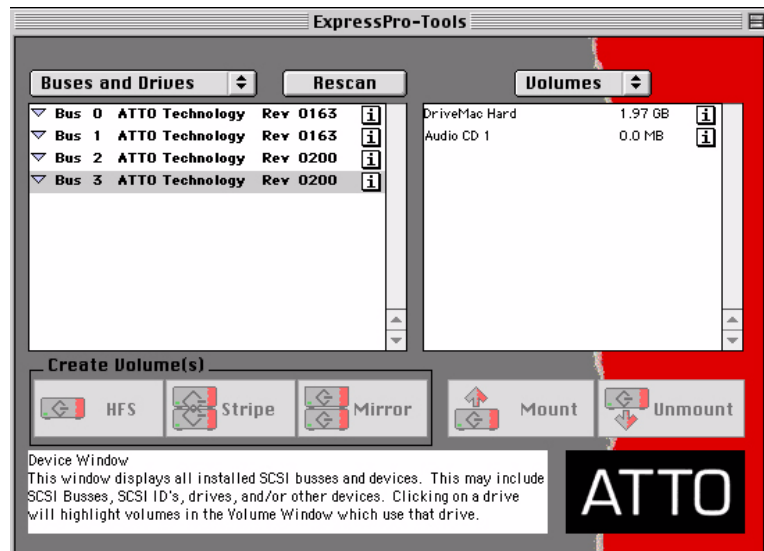 ExpressPro-Tools
Buses and Drives
Rescan
Volumes
Bus 0 ATTO Technology Rev 0163
Bus 1 ATTO Technology Rev 0163
Bus 2 ATTO Technology Rev 0200
Bus 3 ATTO Technology Rev 0200
DriveMac Hard 1.97 GB
Audio CD 1 0.0 MB
Create Volume(s)
HFS
Stripe
Mirror
Mount
Unmount
Device Window
This window displays all installed SCSI busses and devices. This may include
SCSI Busses, SCSI ID's, drives, and/or other devices. Clicking on a drive
will highlight volumes in the Volume Window which use that drive.
ATTO